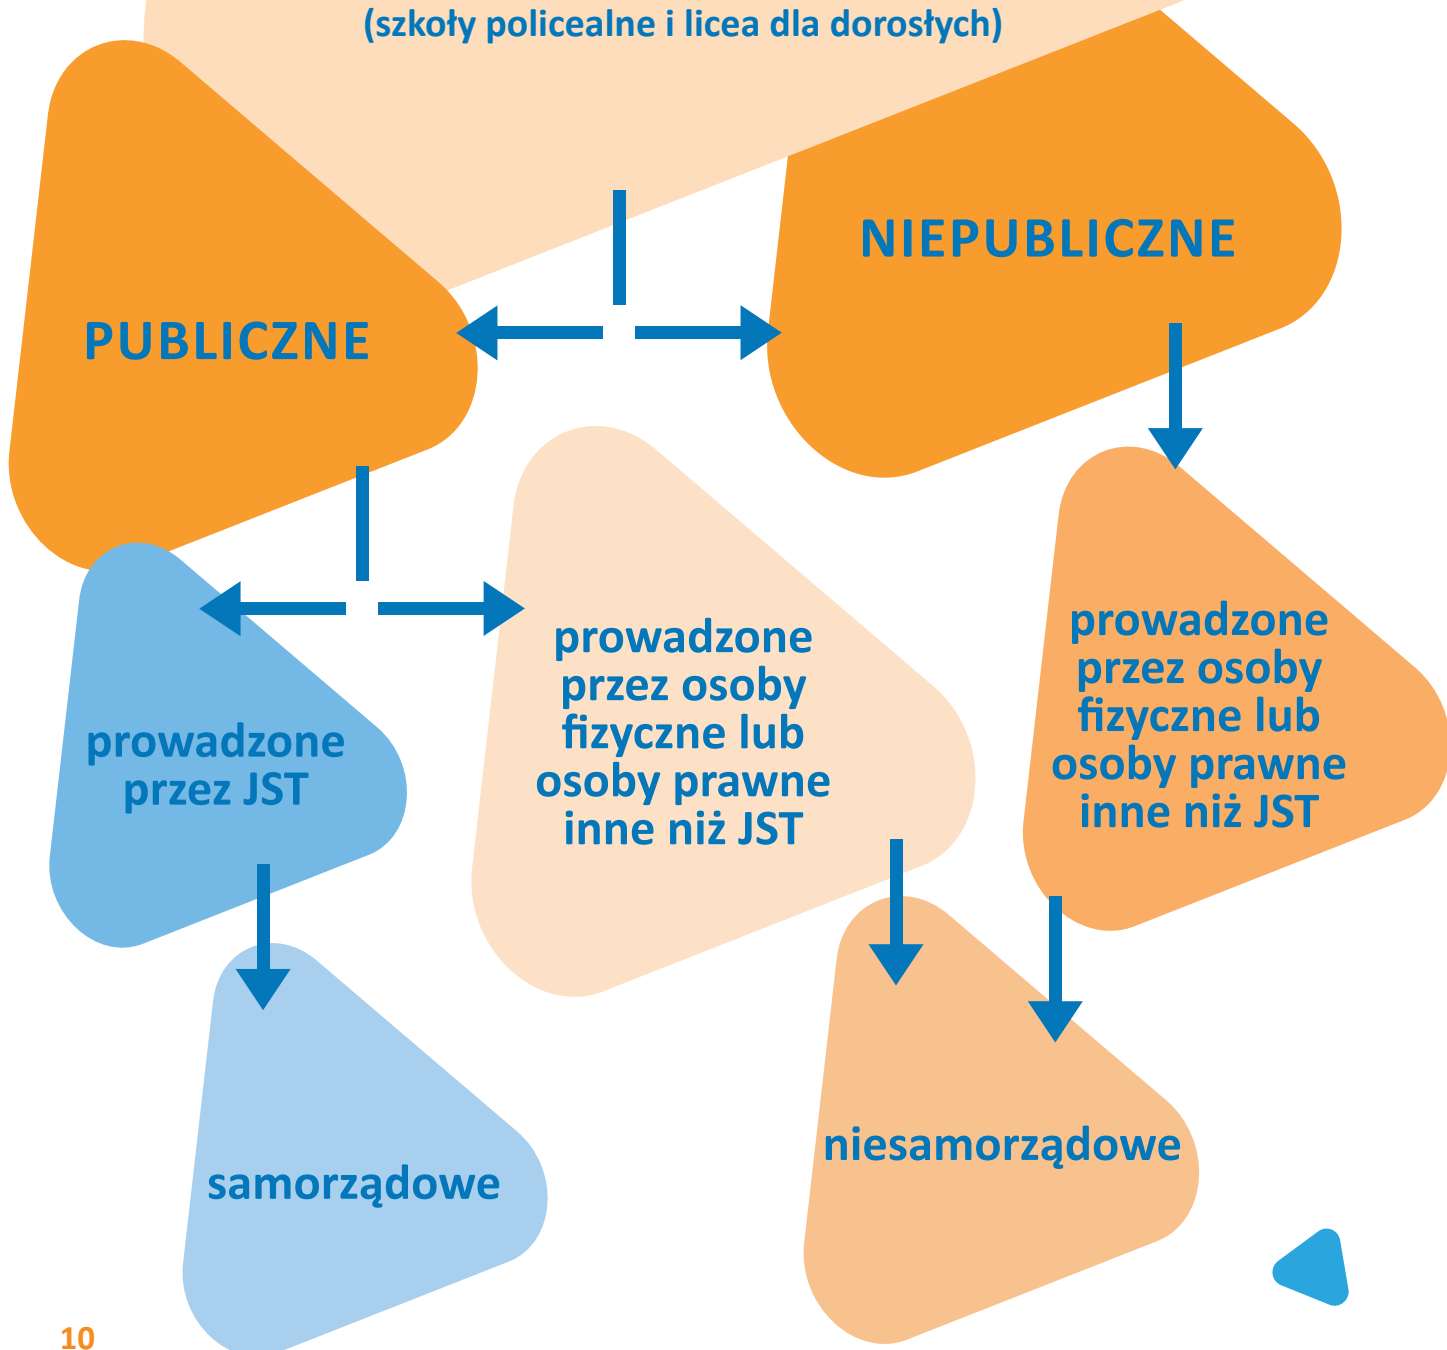 (szkoły policealne i licea dla dorosłych)
NIEPUBLICZNE
PUBLICZNE
prowadzone
przez JST
prowadzone
przez osoby
fizyczne lub
osoby prawne
inne niż JST
prowadzone
przez osoby
fizyczne lub
osoby prawne
inne niż JST
samorządowe
niesamorządowe
10